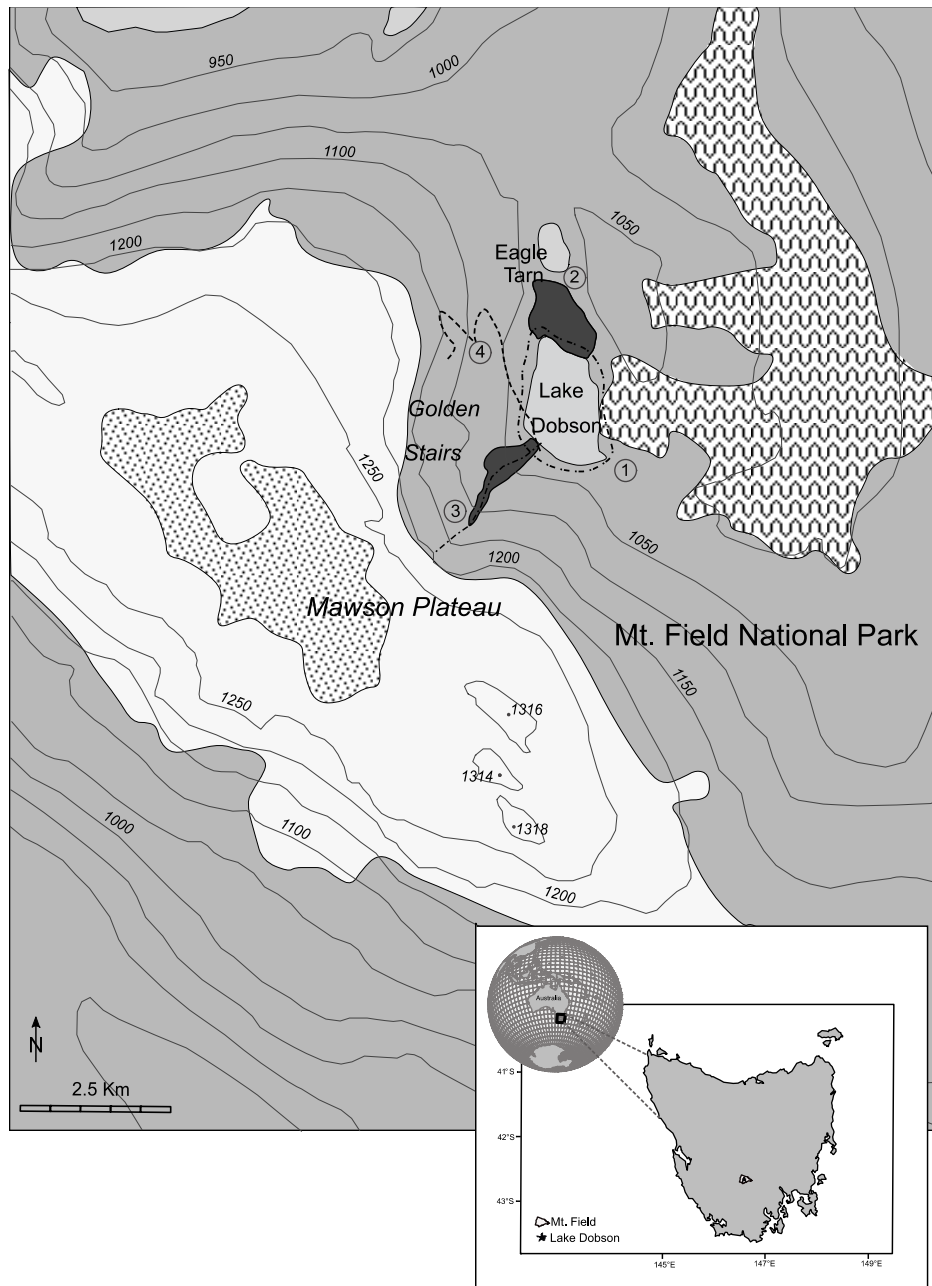 950
1000
1100
1050
1200
Eagle
Tarn
2
4
Lake
Dobson
Golden
Stairs
1250
1
3
1200
1050
Mawson Plateau
Mt. Field National Park
1150
1250
1316
1314
1318
1000
1100
1200
N
2.5 Km
Australia
41°S
42°S
43°S
Mt. Field
Lake Dobson
145°E
147°E
149°E